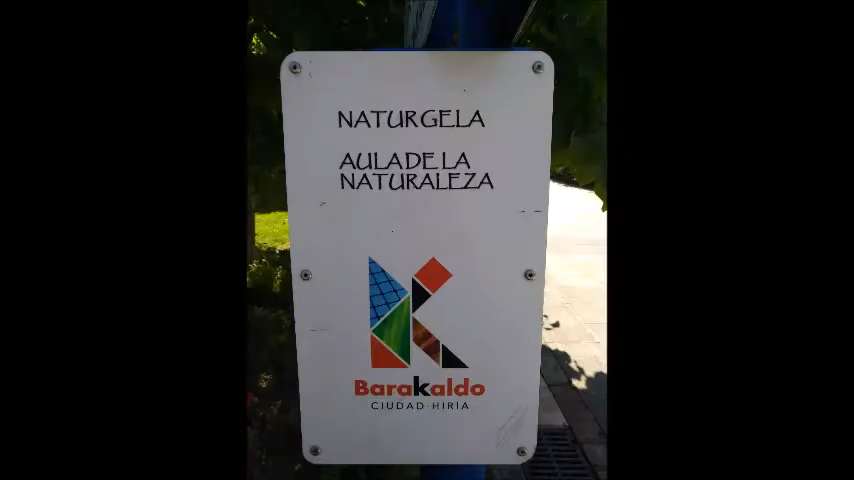 NATURGELA
AULA DE LA
NATURALEZA
Barakaldo
CIUDAD-HIRIA